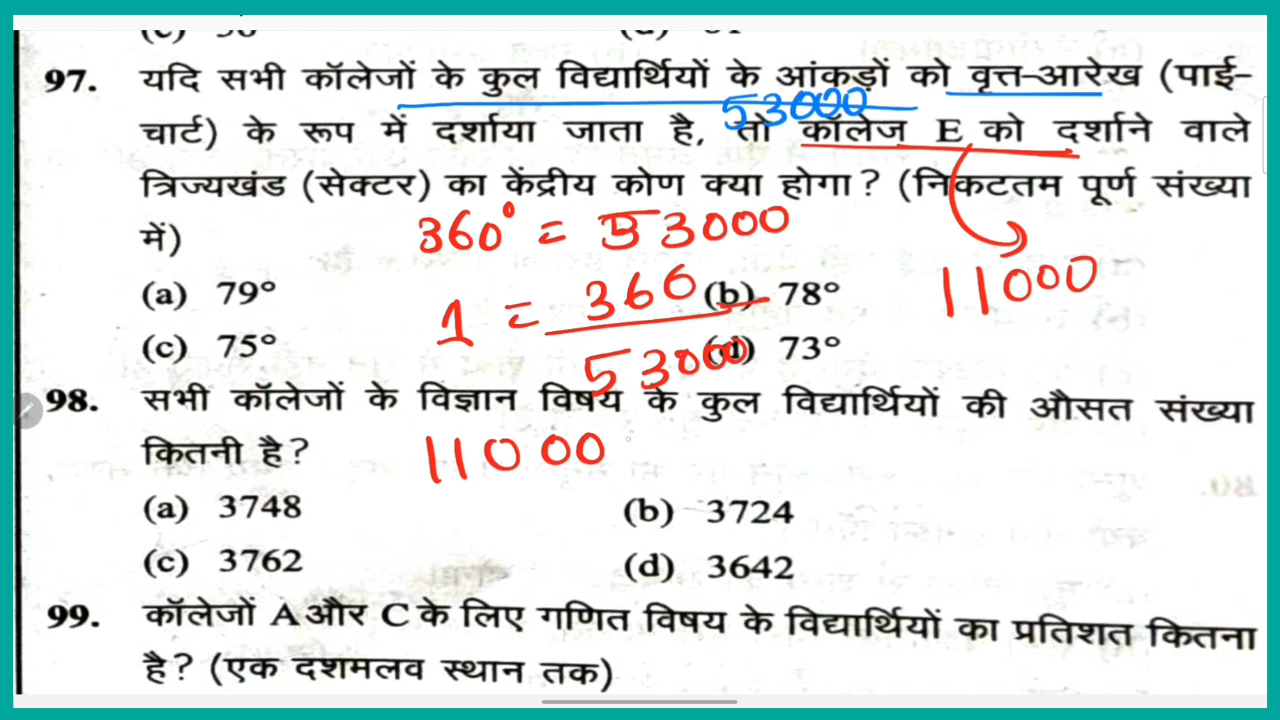 97. यदि सभी कॉलेजों के कुल विद्यार्थियों के आंकड़ों को वृत्त-आरेख (पाई-
53000
चार्ट) के रूप में दर्शाया जाता है, तो कॉलेज E को दर्शाने वाले
त्रिज्यखंड (सेक्टर) का केंद्रीय कोण क्या होगा? (निकटतम पूर्ण संख्या
में)
360° = 53000
11000
(a) 79° (b) 78°
1 = 360
53000
(c) 75° (d) 73°
98. सभी कॉलेजों के विज्ञान विषय के कुल विद्यार्थियों की औसत संख्या
कितनी है?
11000
(a) 3748 (b) 3724
(c) 3762 (d) 3642
99. कॉलेजों A और C के लिए गणित विषय के विद्यार्थियों का प्रतिशत कितना
है? (एक दशमलव स्थान तक)